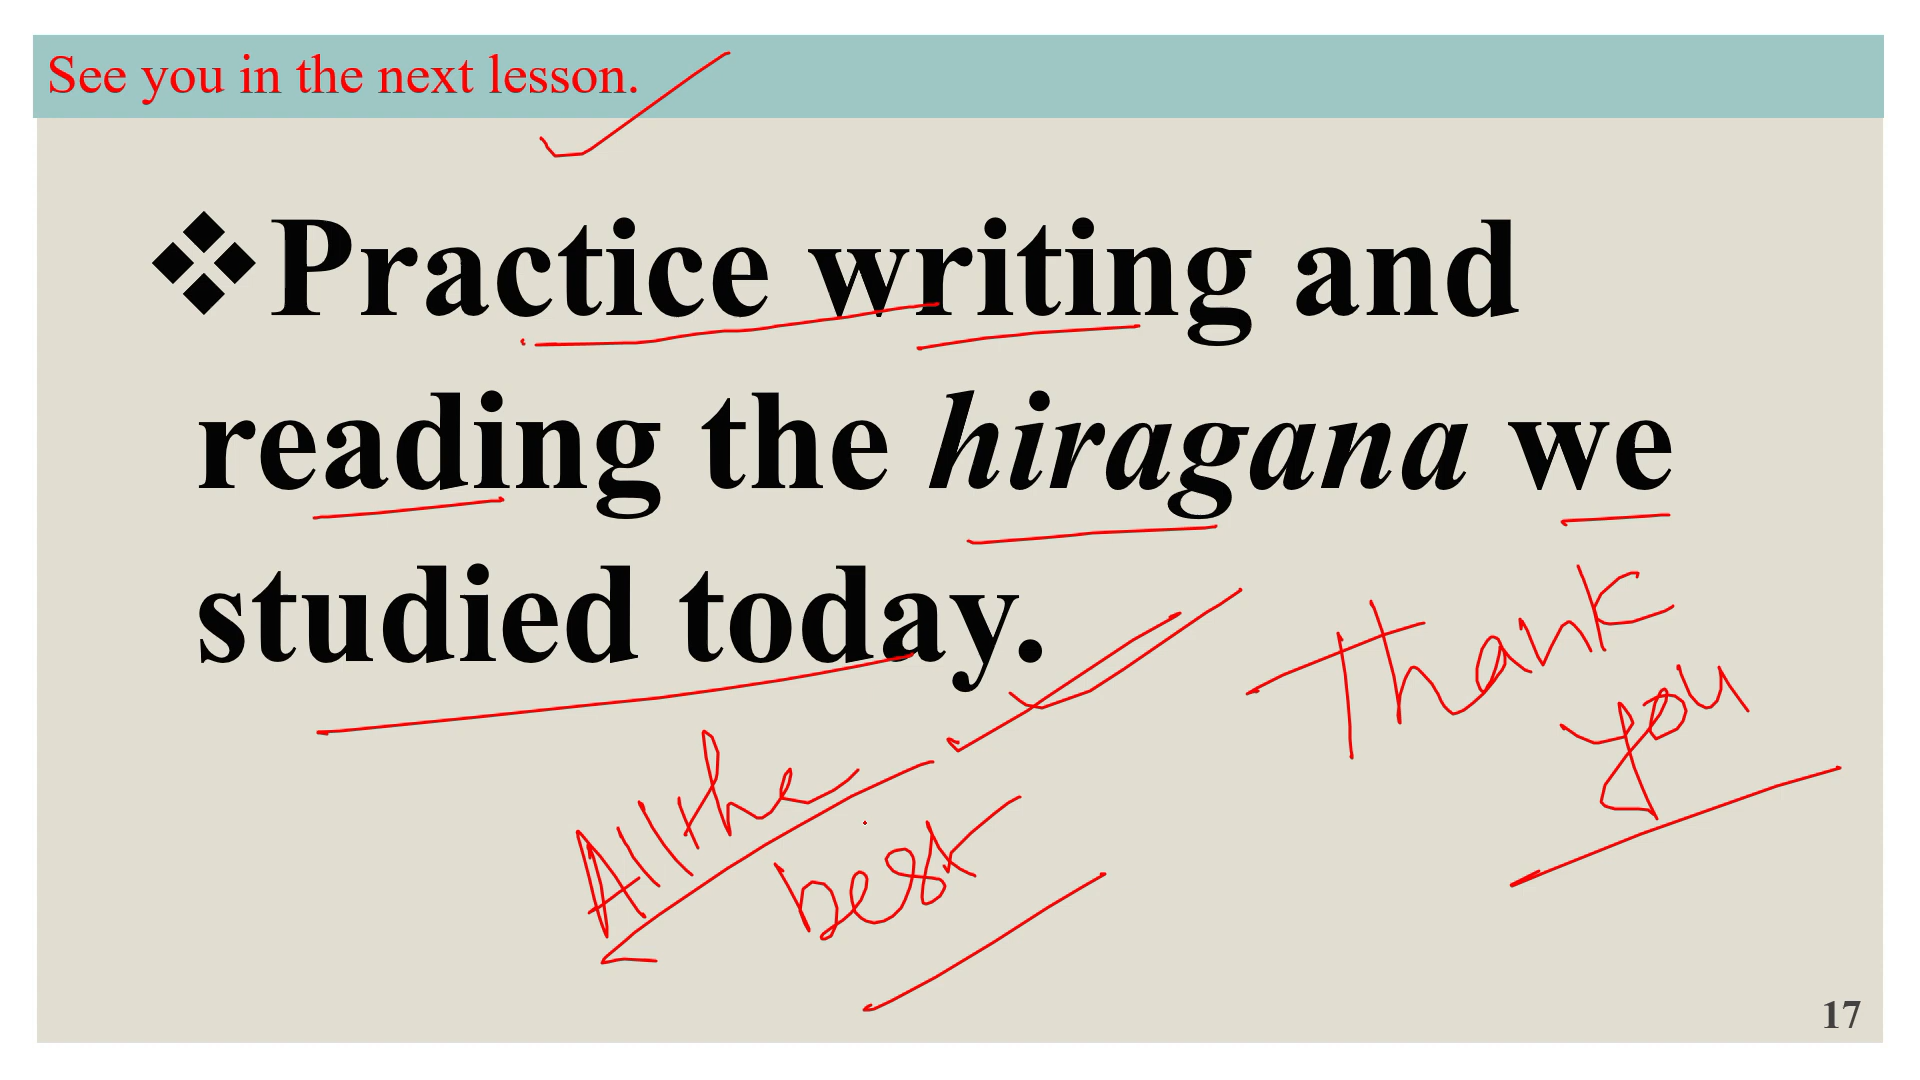 See you in the next lesson.
❖Practice writing and
reading the hiragana we
studied today.
Thank
you
All the
best
17